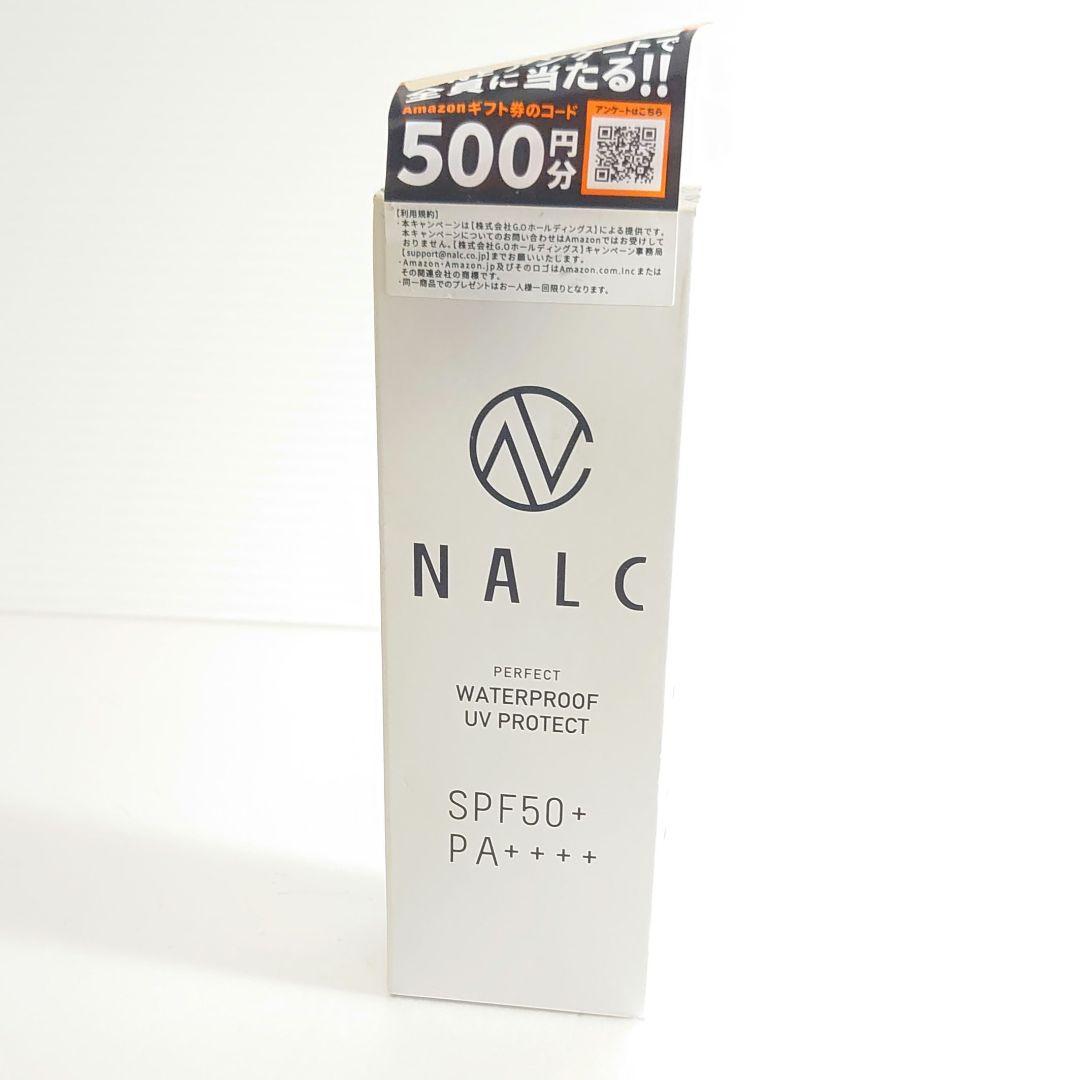 全員に当たる!!
Amazonギフト券のコード
500円分
アンケートはこちら
【利用規約】
・本キャンペーンは【株式会社G.Oホールディングス】による提供です。
本キャンペーンについてのお問い合わせはAmazonではお受けして
おりません。【株式会社G.Oホールディングス】キャンペーン事務局
【support@nalc.co.jp】までお願いいたします。
・Amazon・Amazon.jp及びそのロゴはAmazon.com.Incまたは
その関連会社の商標です。
・同一商品でのプレゼントはお一人様一回限りとなります。
NALC
PERFECT
WATERPROOF
UV PROTECT
SPF50+
PA++++